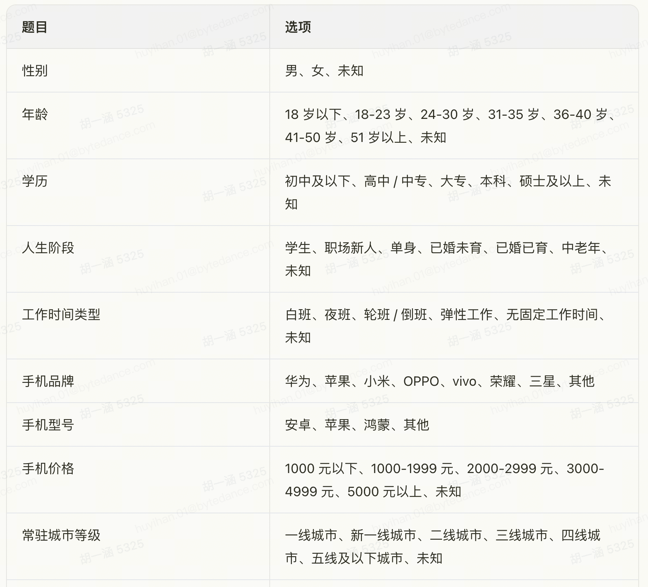 题目
选项
性别
男、女、未知
年龄
18 岁以下、18-23 岁、24-30 岁、31-35 岁、36-40 岁、
41-50 岁、51 岁以上、未知
学历
初中及以下、高中 / 中专、大专、本科、硕士及以上、未
知
人生阶段
学生、职场新人、单身、已婚未育、已婚已育、中老年、
未知
工作时间类型
白班、夜班、轮班 / 倒班、弹性工作、无固定工作时间、
未知
手机品牌
华为、苹果、小米、OPPO、vivo、荣耀、三星、其他
手机型号
安卓、苹果、鸿蒙、其他
手机价格
1000 元以下、1000-1999 元、2000-2999 元、3000-
4999 元、5000 元以上、未知
常驻城市等级
一线城市、新一线城市、二线城市、三线城市、四线城
市、五线及以下城市、未知
胡一涵 5325